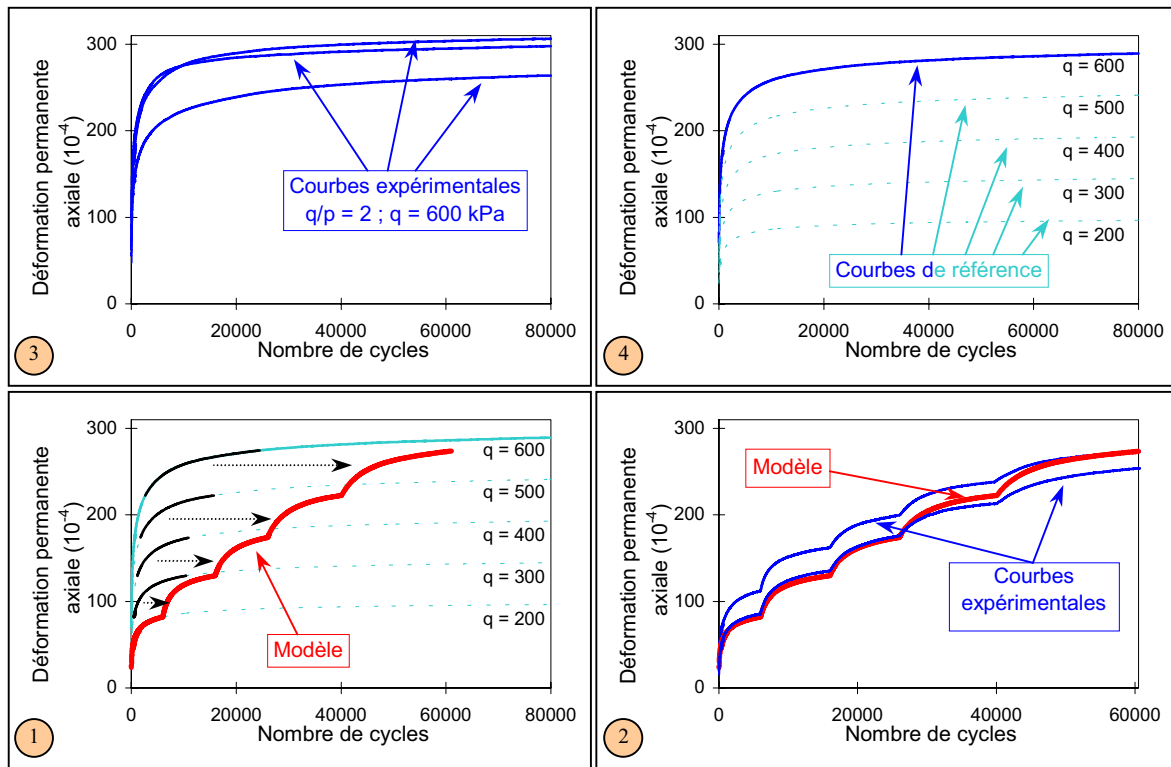 Déformation permanente
axiale (10-4)
300
200
100
0
Courbes expérimentales
q/p = 2 ; q = 600 kPa
0 20000 40000 60000 80000
Nombre de cycles
3
Déformation permanente
axiale (10-4)
300
200
100
0
q = 600
q = 500
q = 400
q = 300
q = 200
Courbes de référence
0 20000 40000 60000 80000
Nombre de cycles
4
Déformation permanente
axiale (10-4)
300
200
100
0
q = 600
q = 500
q = 400
q = 300
q = 200
Modèle
0 20000 40000 60000 80000
Nombre de cycles
1
Déformation permanente
axiale (10-4)
300
200
100
0
Modèle
Courbes
expérimentales
0 20000 40000 60000
Nombre de cycles
2